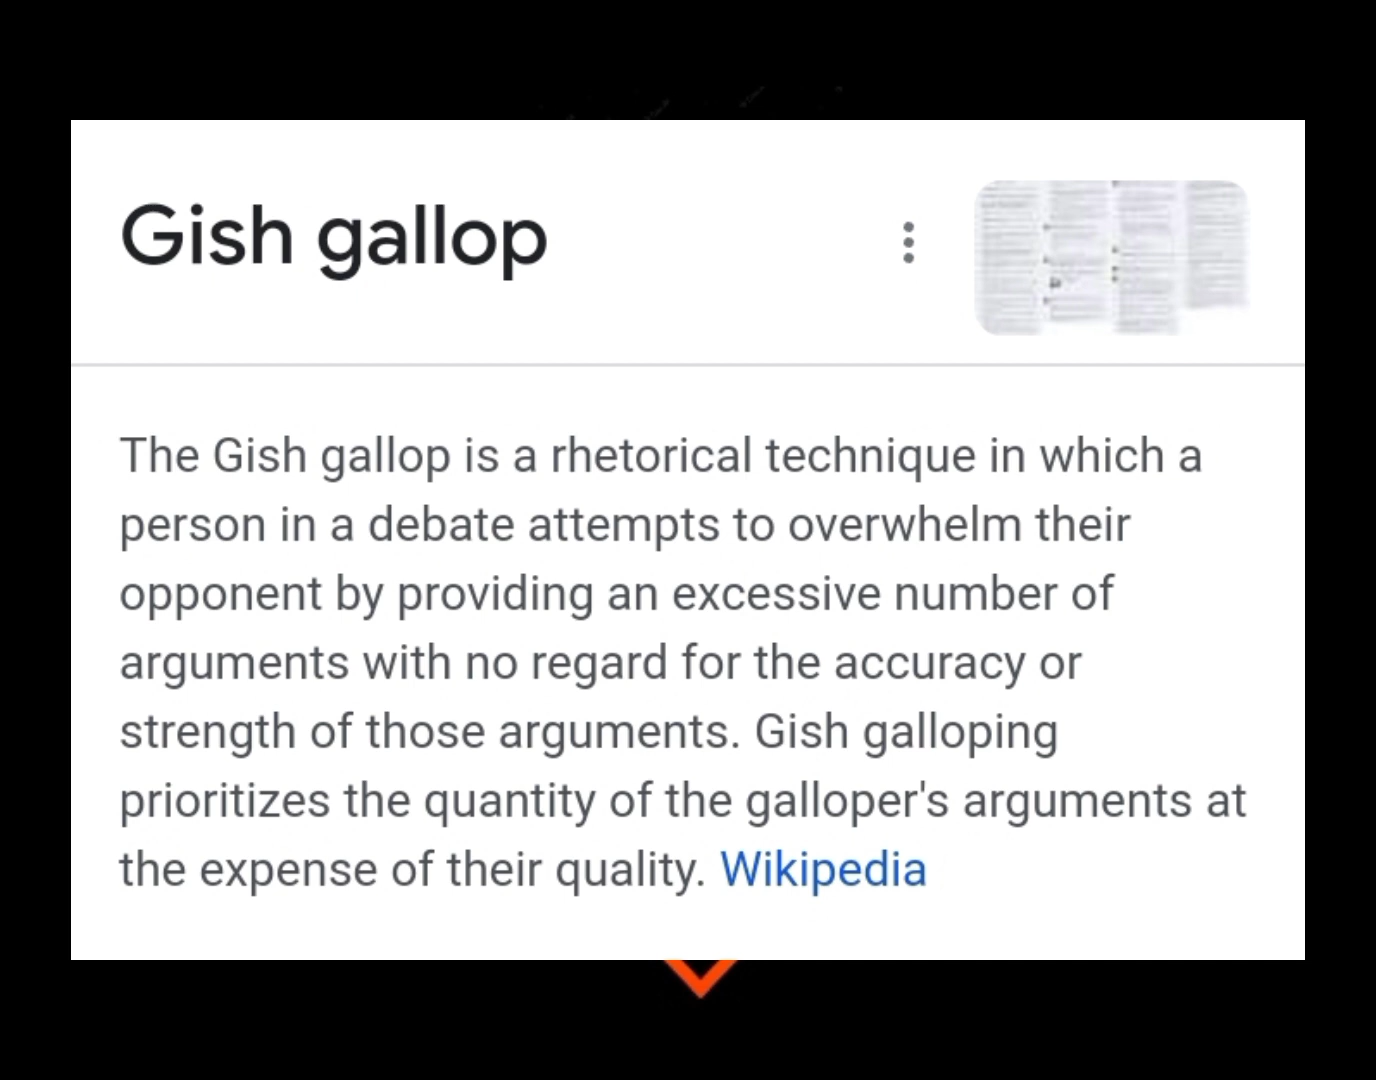 Gish gallop
The Gish gallop is a rhetorical technique in which a
person in a debate attempts to overwhelm their
opponent by providing an excessive number of
arguments with no regard for the accuracy or
strength of those arguments. Gish galloping
prioritizes the quantity of the galloper's arguments at
the expense of their quality. Wikipedia